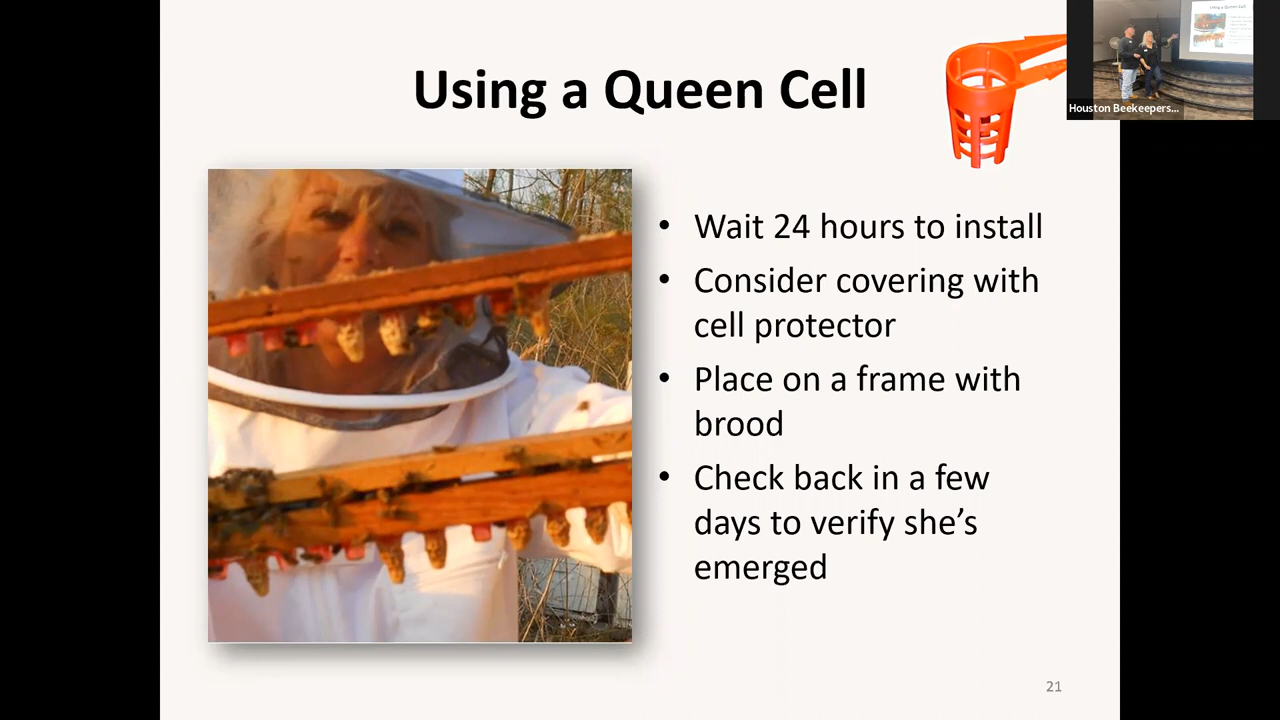 Using a Queen Cell
Houston Beekeepers...
• Wait 24 hours to install
• Consider covering with
cell protector
• Place on a frame with
brood
• Check back in a few
days to verify she’s
emerged
21